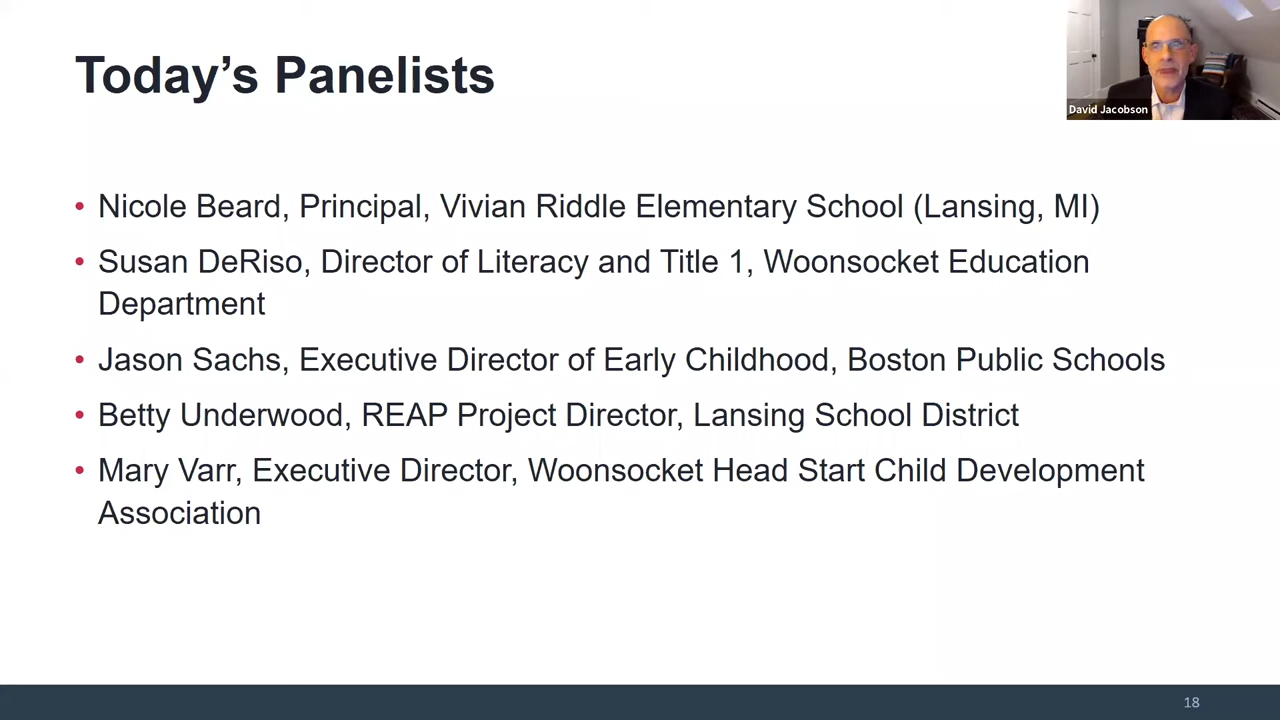 Today's Panelists
David Jacobson
• Nicole Beard, Principal, Vivian Riddle Elementary School (Lansing, MI)
• Susan DeRiso, Director of Literacy and Title 1, Woonsocket Education
Department
• Jason Sachs, Executive Director of Early Childhood, Boston Public Schools
• Betty Underwood, REAP Project Director, Lansing School District
• Mary Varr, Executive Director, Woonsocket Head Start Child Development
Association
18